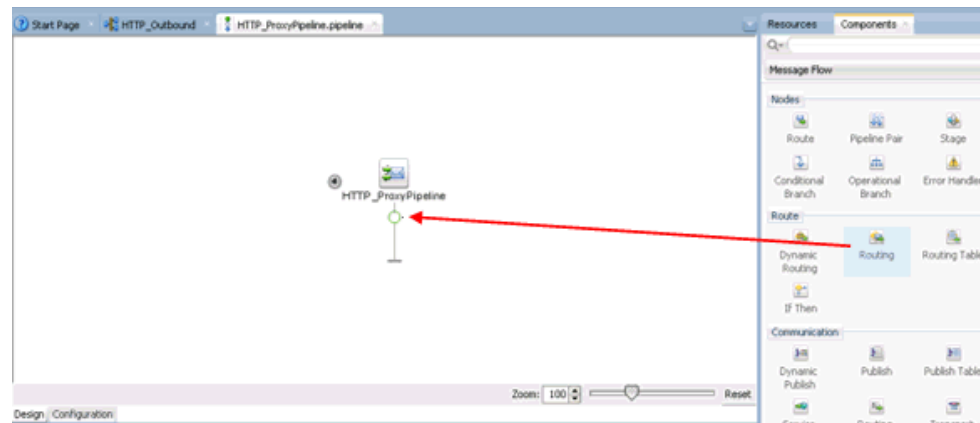 Start Page
HTTP_Outbound
HTTP_ProxyPipeline.pipeline
Resources
Components
Message Flow
Nodes
Route
Pipeline Pair
Stage
Conditional
Branch
Operational
Branch
Error Handler
Route
Dynamic
Routing
Routing
Routing Table
If Then
Communication
Dynamic
Publish
Publish
Publish Table
HTTP_ProxyPipeline
Zoom: 100
Reset
Design
Configuration